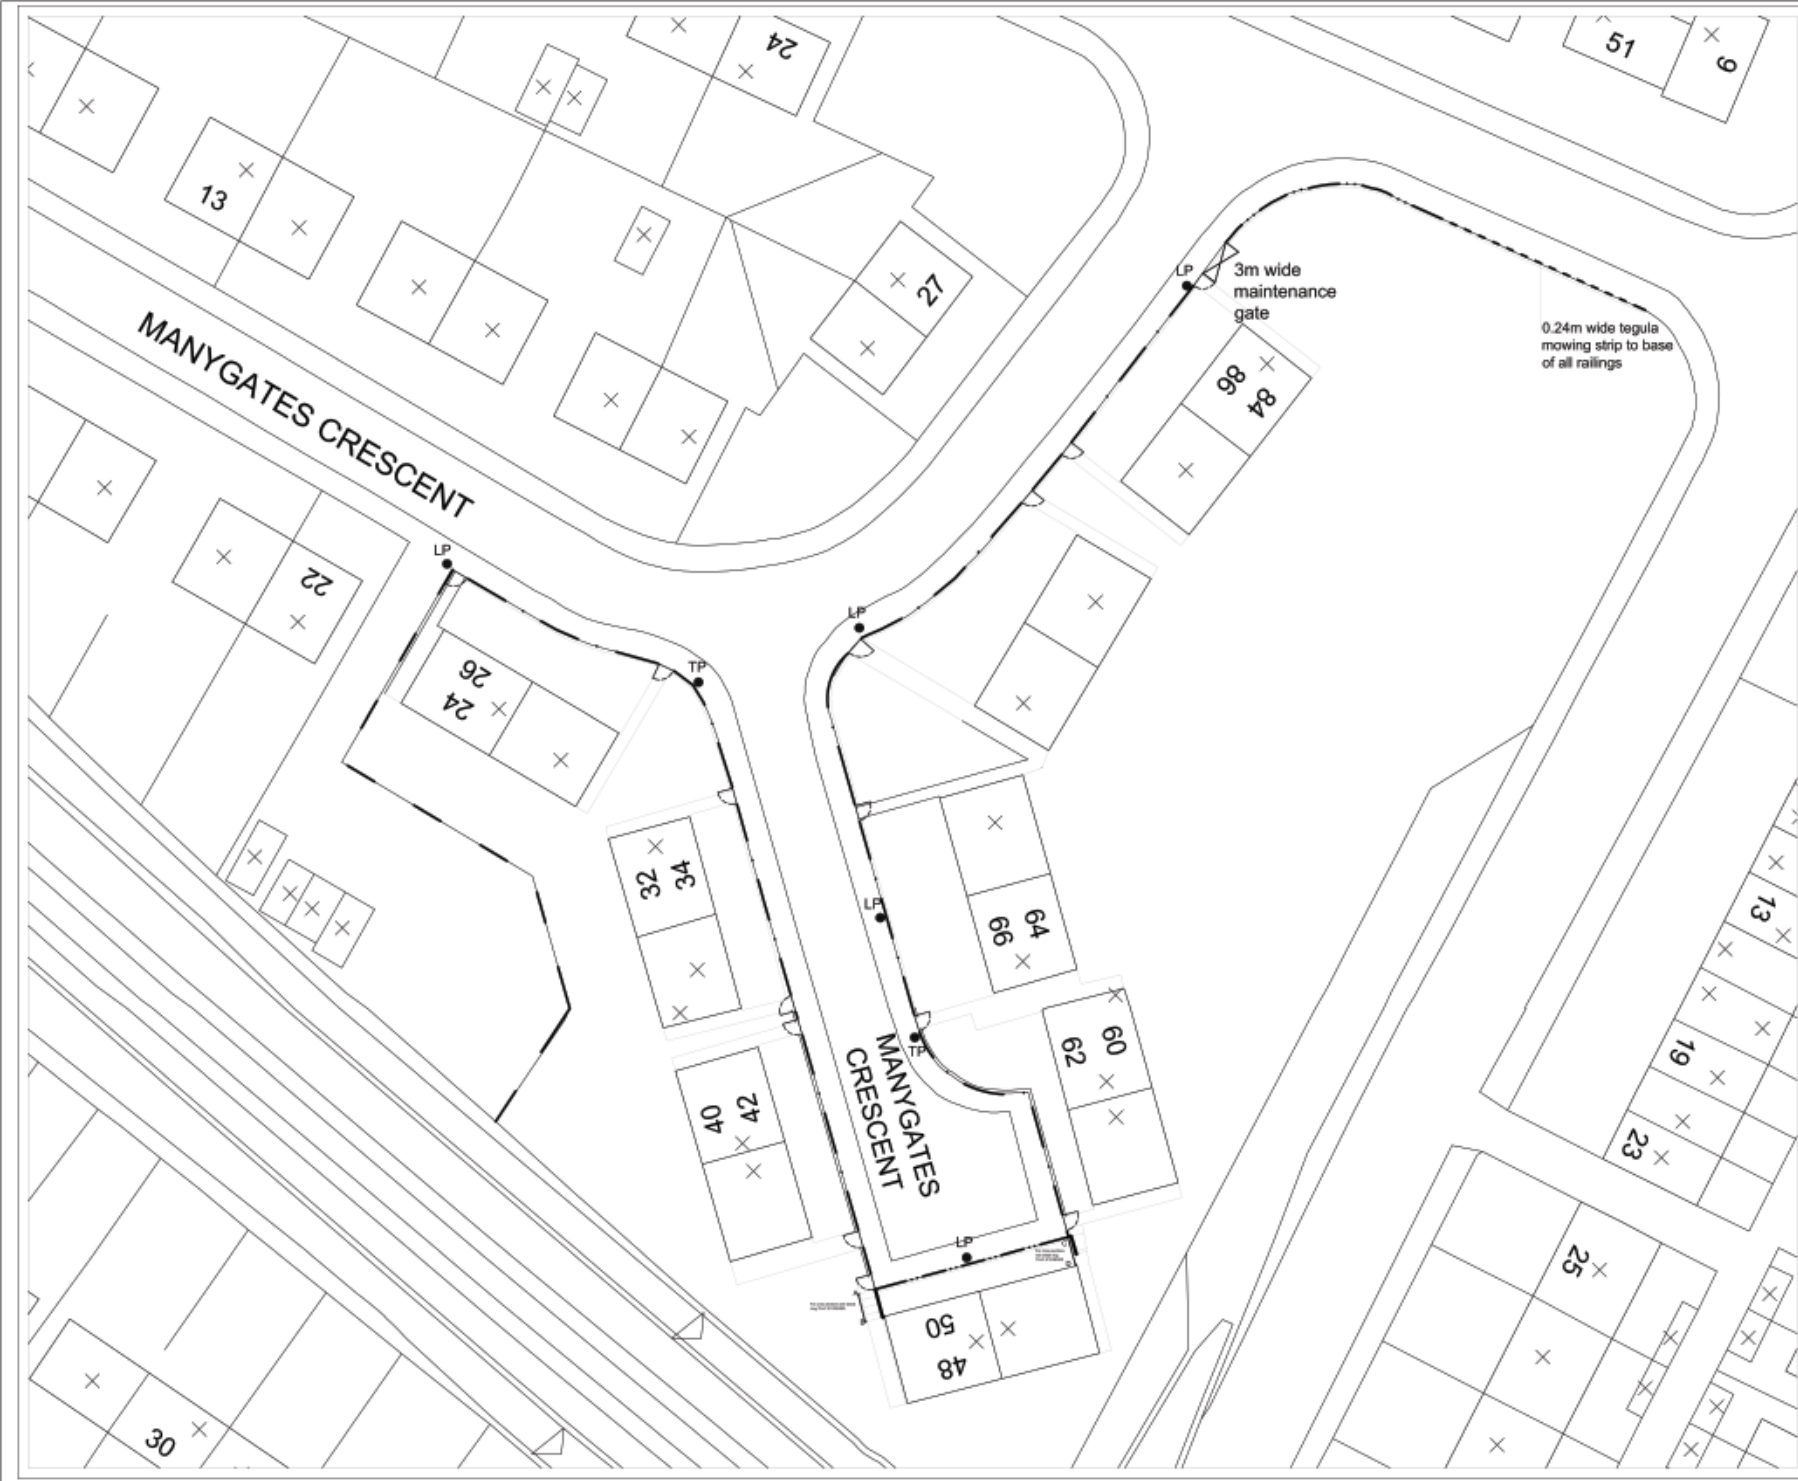 24
51
9
13
27
LP
3m wide
maintenance
gate
0.24m wide tegula
mowing strip to base
of all railings
MANYGATES CRESCENT
86
84
LP
22
LP
TP
26
24
32
34
LP
66
64
13
TP
62
60
19
MANYGATES
CRESCENT
40
42
23
LP
25
50
48
30